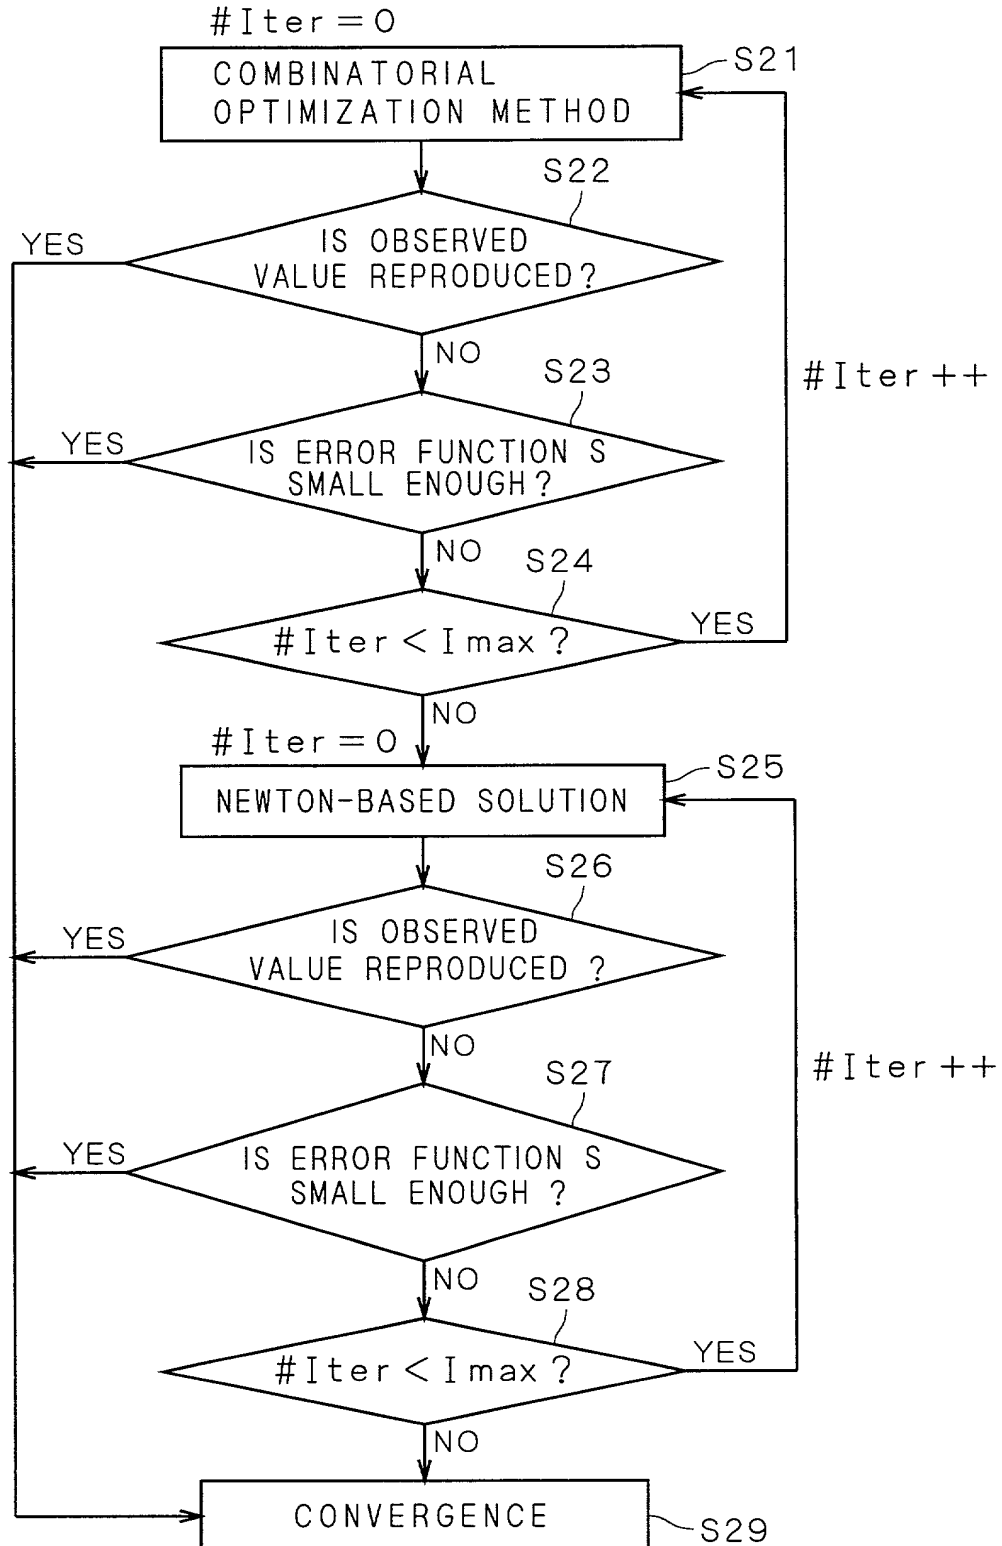 #Iter=0
S21
COMBINATORIAL
OPTIMIZATION METHOD
S22
IS OBSERVED
VALUE REPRODUCED?
YES
NO
#Iter++
S23
IS ERROR FUNCTION S
SMALL ENOUGH?
YES
NO
S24
#Iter<Imax?
YES
NO
#Iter=0
S25
NEWTON-BASED SOLUTION
S26
IS OBSERVED
VALUE REPRODUCED ?
YES
NO
#Iter++
S27
IS ERROR FUNCTION S
SMALL ENOUGH ?
YES
NO
S28
#Iter<Imax?
YES
NO
CONVERGENCE
S29